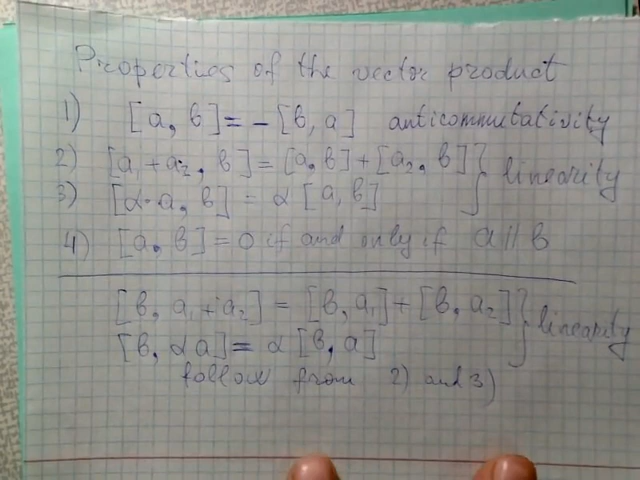 Properties of the vector product
1) [a, b] = - [b, a] anticommutativity
2) [a₁ + a₂, b] = [a, b] + [a₂, b] } linearity
3) [α · a, b] = α [a, b]
4) [a, b] = 0 if and only if a || b
[b, a₁ + a₂] = [b, a₁] + [b, a₂] } linearity
[b, αa] = α [b, a]
follow from 2) and 3)